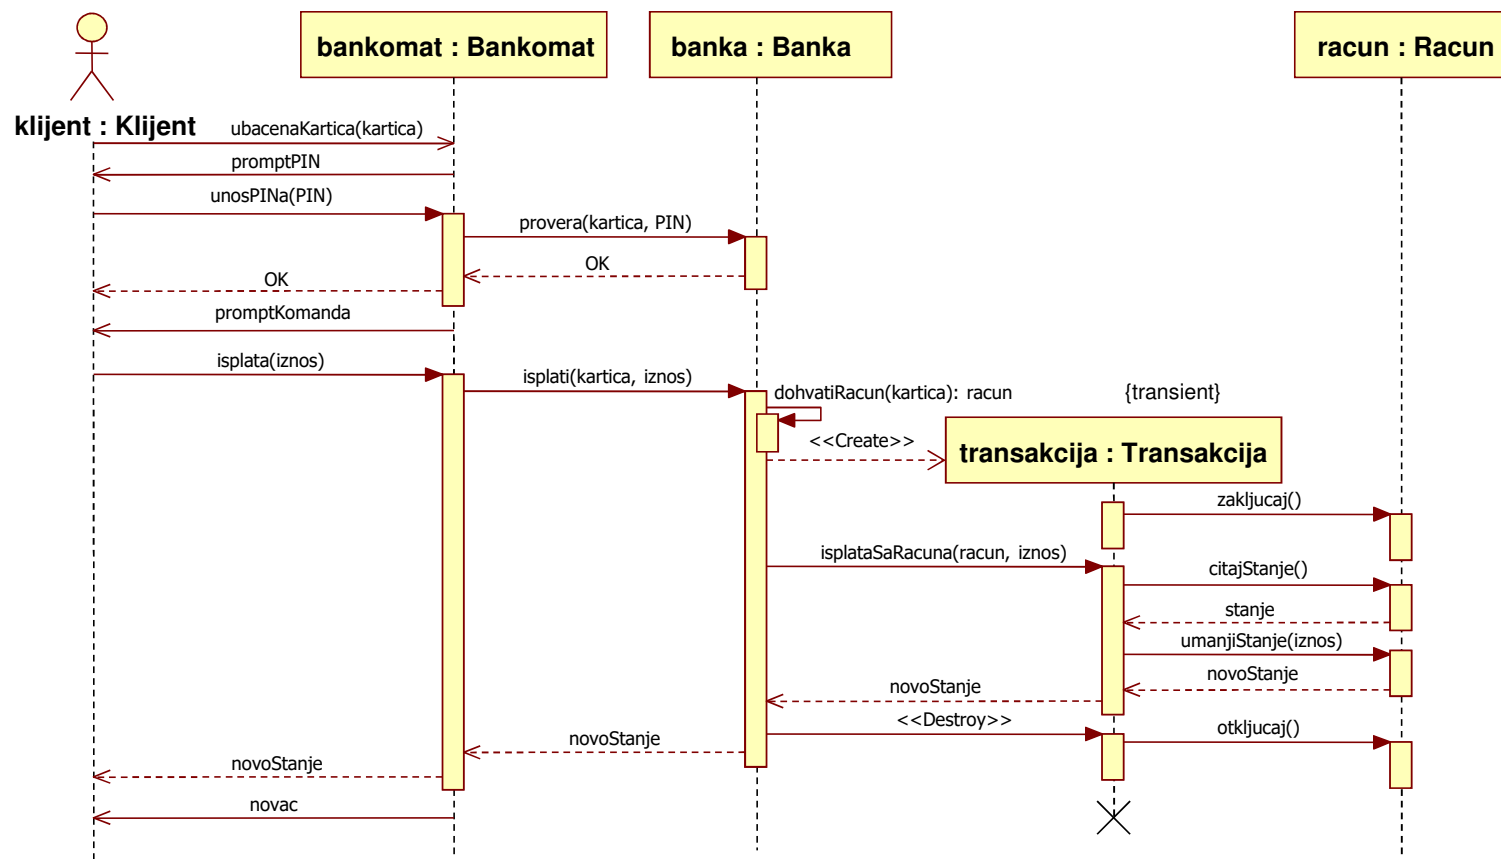 bankomat : Bankomat
banka : Banka
racun : Racun
klijent : Klijent
ubacenaKartica(kartica)
promptPIN
unosPINa(PIN)
provera(kartica, PIN)
OK
OK
promptKomanda
isplata(iznos)
isplati(kartica, iznos)
dohvatiRacun(kartica): racun
{transient}
<<Create>>
transakcija : Transakcija
zakljucaj()
isplataSaRacuna(racun, iznos)
citajStanje()
stanje
umanjiStanje(iznos)
novoStanje
novoStanje
<<Destroy>>
otkljucaj()
novoStanje
novoStanje
novac